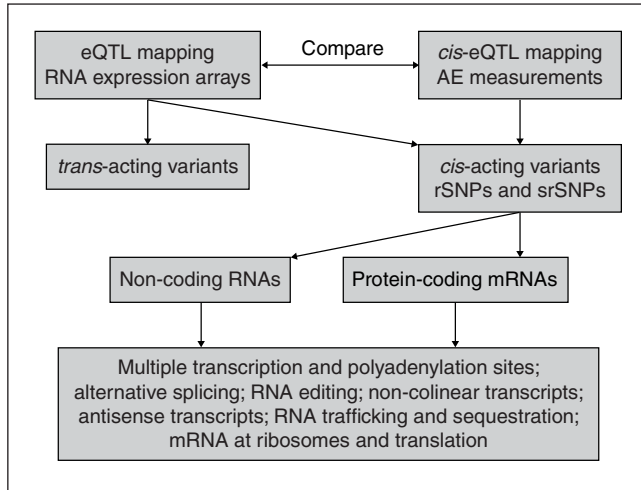 eQTL mapping
RNA expression arrays
Compare
cis-eQTL mapping
AE measurements
trans-acting variants
cis-acting variants
rSNPs and srSNPs
Non-coding RNAs
Protein-coding mRNAs
Multiple transcription and polyadenylation sites;
alternative splicing; RNA editing; non-colinear transcripts;
antisense transcripts; RNA trafficking and sequestration;
mRNA at ribosomes and translation